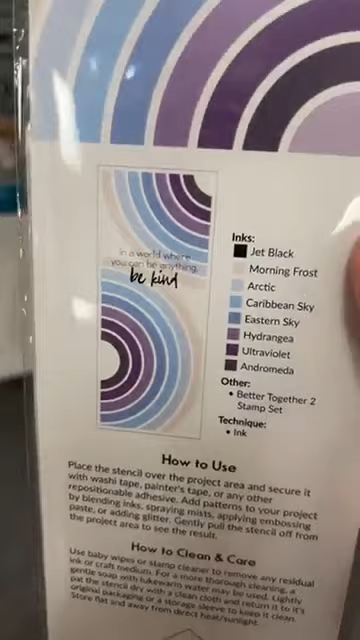 in a world where
you can be anything,
be kind
Inks:
Jet Black
Morning Frost
Arctic
Caribbean Sky
Eastern Sky
Hydrangea
Ultraviolet
Andromeda
Other:
• Better Together 2
Stamp Set
Technique:
• Ink
How to Use
Place the stencil over the project area and secure it
with washi tape, painter's tape, or any other
repositionable adhesive. Add patterns to your project
by blending inks, spraying mists, applying embossing
paste, or adding glitter. Gently pull the stencil off from
the project area to see the result.
How to Clean & Care
Use baby wipes or stamp cleaner to remove any residual
ink or craft medium. For a more thorough cleaning, a
gentle soap with lukewarm water may be used. Lightly
pat the stencil dry with a clean cloth and return it to it's
original packaging or a storage sleeve to keep it clean.
Store flat and away from direct heat/sunlight.